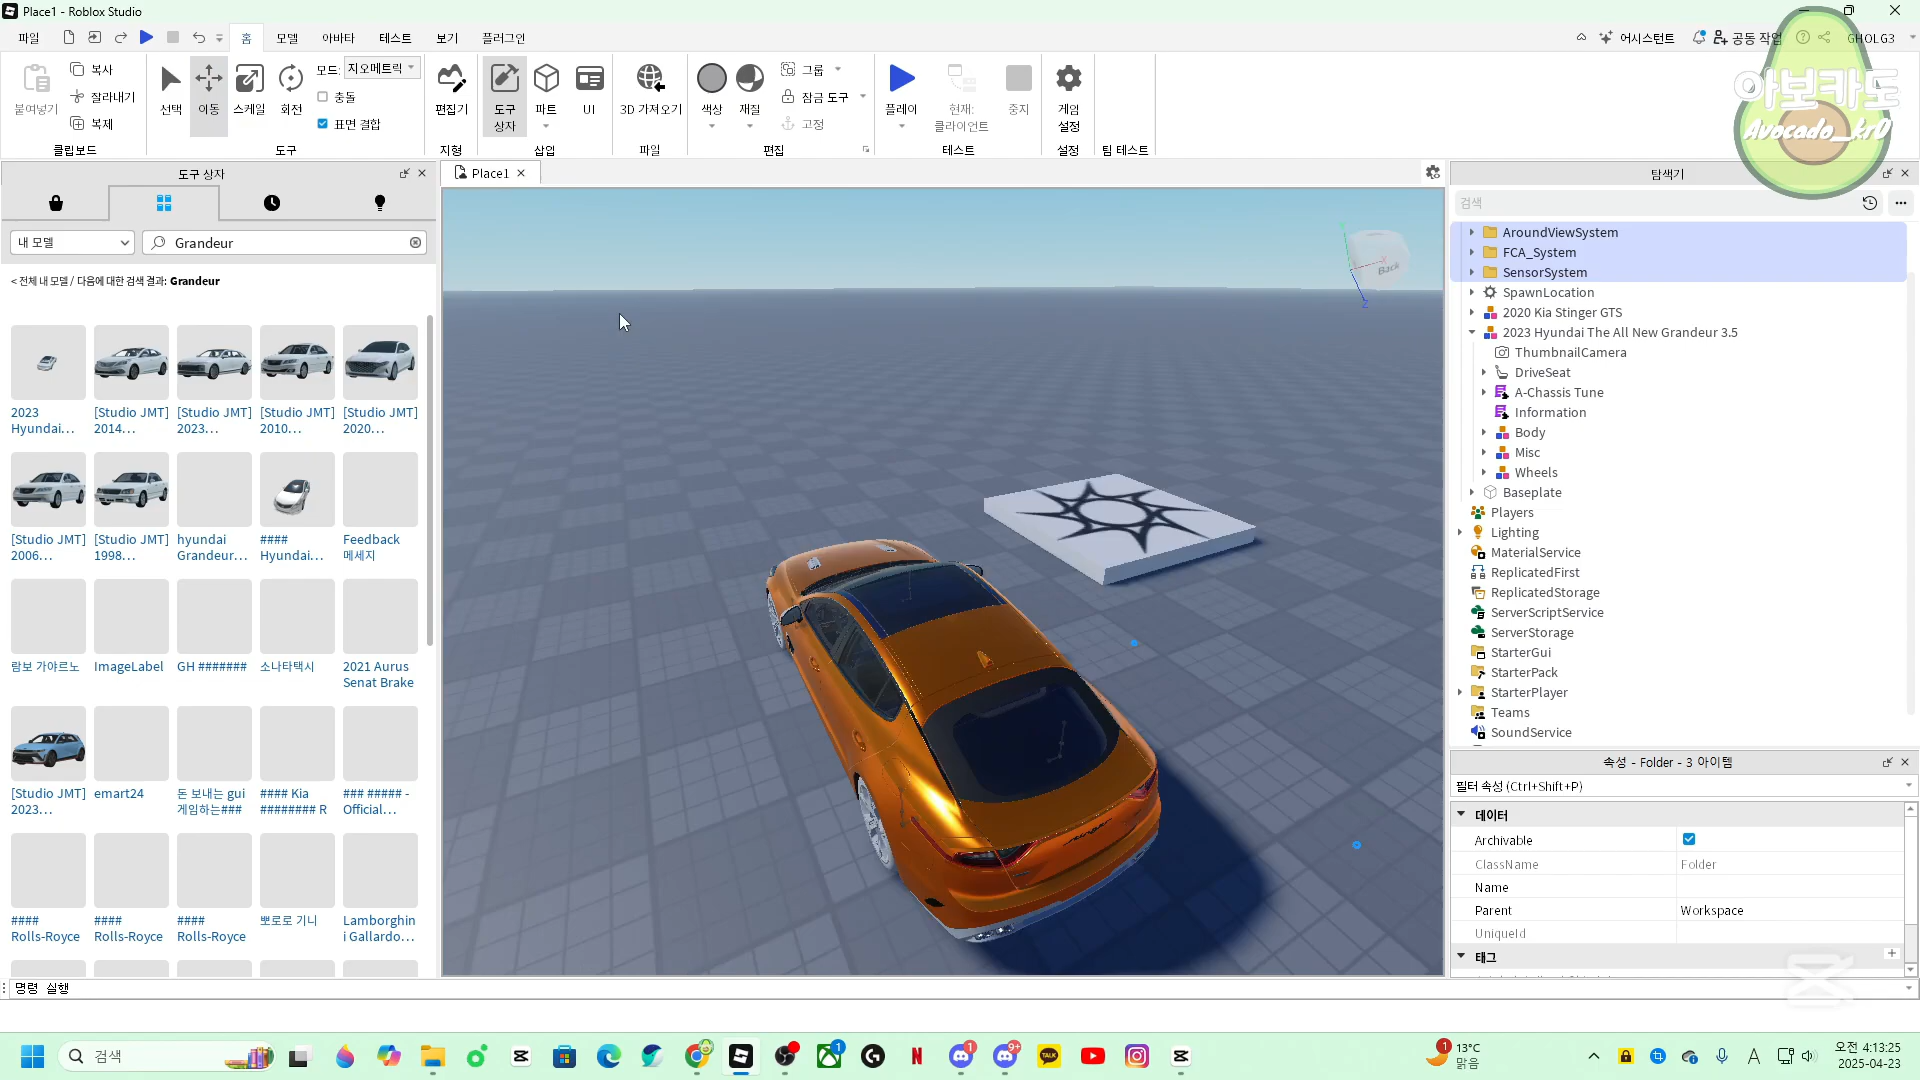 Place1 - Roblox Studio
파일
홈
모델
아바타
테스트
보기
플러그인
어시스턴트
공동 작업
GHOLG3
아보카도
Avocado_kr0
붙여넣기
복사
잘라내기
복제
클립보드
선택
이동
스케일
회전
모드:
지오메트릭
충돌
표면 결합
도구
편집기
지형
도구
상자
파트
UI
삽입
3D 가져오기
파일
색상
재질
그룹
잠금 도구
고정
편집
플레이
현재:
클라이언트
중지
테스트
게임
설정
설정
팀 테스트
도구 상자
내 모델
Grandeur
< 전체 내 모델 / 다음에 대한 검색 결과: Grandeur
2023
Hyundai...
[Studio JMT]
2014...
[Studio JMT]
2023...
[Studio JMT]
2010...
[Studio JMT]
2020...
[Studio JMT]
2006...
[Studio JMT]
1998...
hyundai
Grandeur...
####
Hyundai...
Feedback
메세지
람보 가야르노
ImageLabel
GH #######
소나타택시
2021 Aurus
Senat Brake
[Studio JMT]
2023...
emart24
돈 보내는 gui
게임하는###
#### Kia
######## R
### ##### -
Official...
####
Rolls-Royce
####
Rolls-Royce
####
Rolls-Royce
뽀로로 기니
Lamborghin
i Gallardo...
Place1
Back
Z
탐색기
검색
AroundViewSystem
FCA_System
SensorSystem
SpawnLocation
2020 Kia Stinger GTS
2023 Hyundai The All New Grandeur 3.5
ThumbnailCamera
DriveSeat
A-Chassis Tune
Information
Body
Misc
Wheels
Baseplate
Players
Lighting
MaterialService
ReplicatedFirst
ReplicatedStorage
ServerScriptService
ServerStorage
StarterGui
StarterPack
StarterPlayer
Teams
SoundService
속성 - Folder - 3 아이템
필터 속성 (Ctrl+Shift+P)
데이터
Archivable
ClassName
Folder
Name
Parent
Workspace
UniqueId
태그
명령 실행
검색
1
1
9+
TALK
1
13°C
맑음
A
오전 4:13:25
2025-04-23